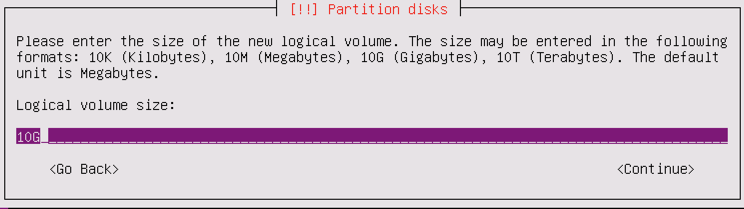 [!!] Partition disks
Please enter the size of the new logical volume. The size may be entered in the following
formats: 10K (Kilobytes), 10M (Megabytes), 10G (Gigabytes), 10T (Terabytes). The default
unit is Megabytes.
Logical volume size:
10G
<Go Back> <Continue>